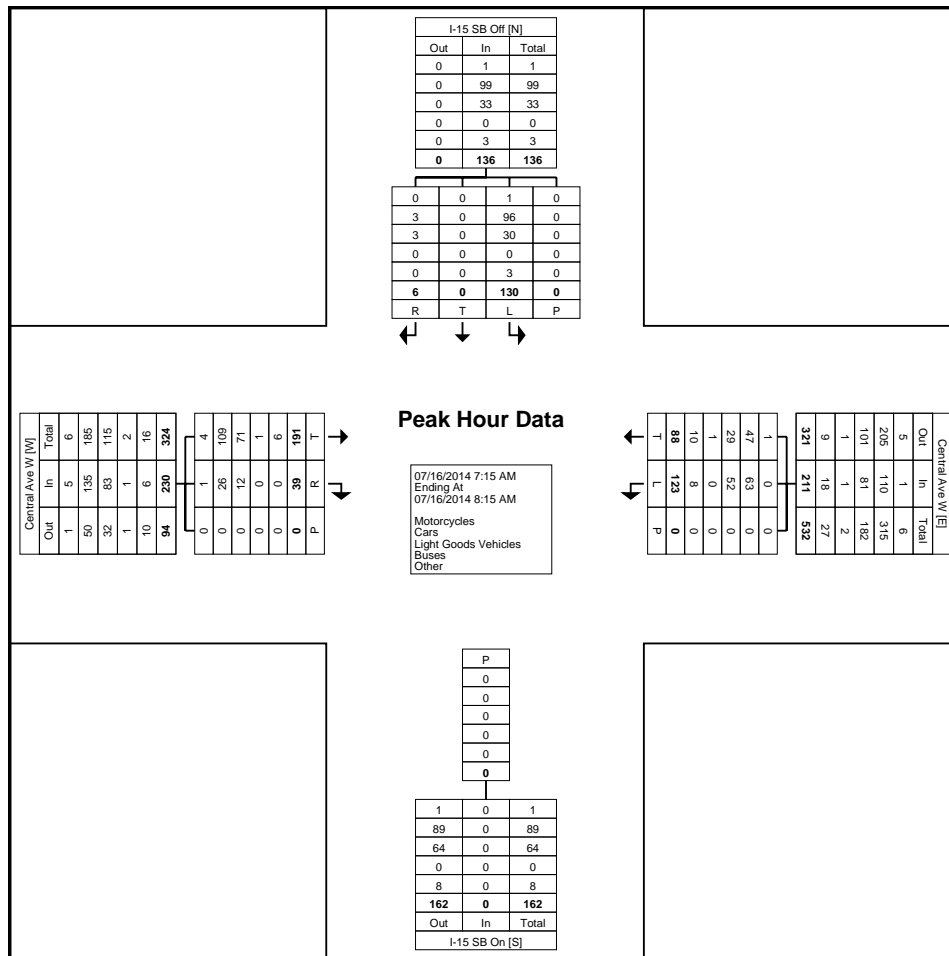 I-15 SB Off [N]
Out In Total
0 1 1
0 99 99
0 33 33
0 0 0
0 3 3
0 136 136
0 0 1 0
3 0 96 0
3 0 30 0
0 0 0 0
0 0 3 0
6 0 130 0
R T L P
Central Ave W [W]
Out In Total
1 5 6
50 135 185
32 83 115
1 1 2
10 6 16
94 230 324
0 1 4
0 26 109
0 12 71
0 0 1
0 0 6
0 39 191
P R T
Peak Hour Data
07/16/2014 7:15 AM
Ending At
07/16/2014 8:15 AM
Motorcycles
Cars
Light Goods Vehicles
Buses
Other
Central Ave W [E]
Out In Total
5 1 6
205 110 315
101 81 182
1 1 2
9 18 27
321 211 532
1 0 0
47 63 0
29 52 0
1 0 0
10 8 0
88 123 0
T L P
P
0
0
0
0
0
0
1 0 1
89 0 89
64 0 64
0 0 0
8 0 8
162 0 162
Out In Total
I-15 SB On [S]